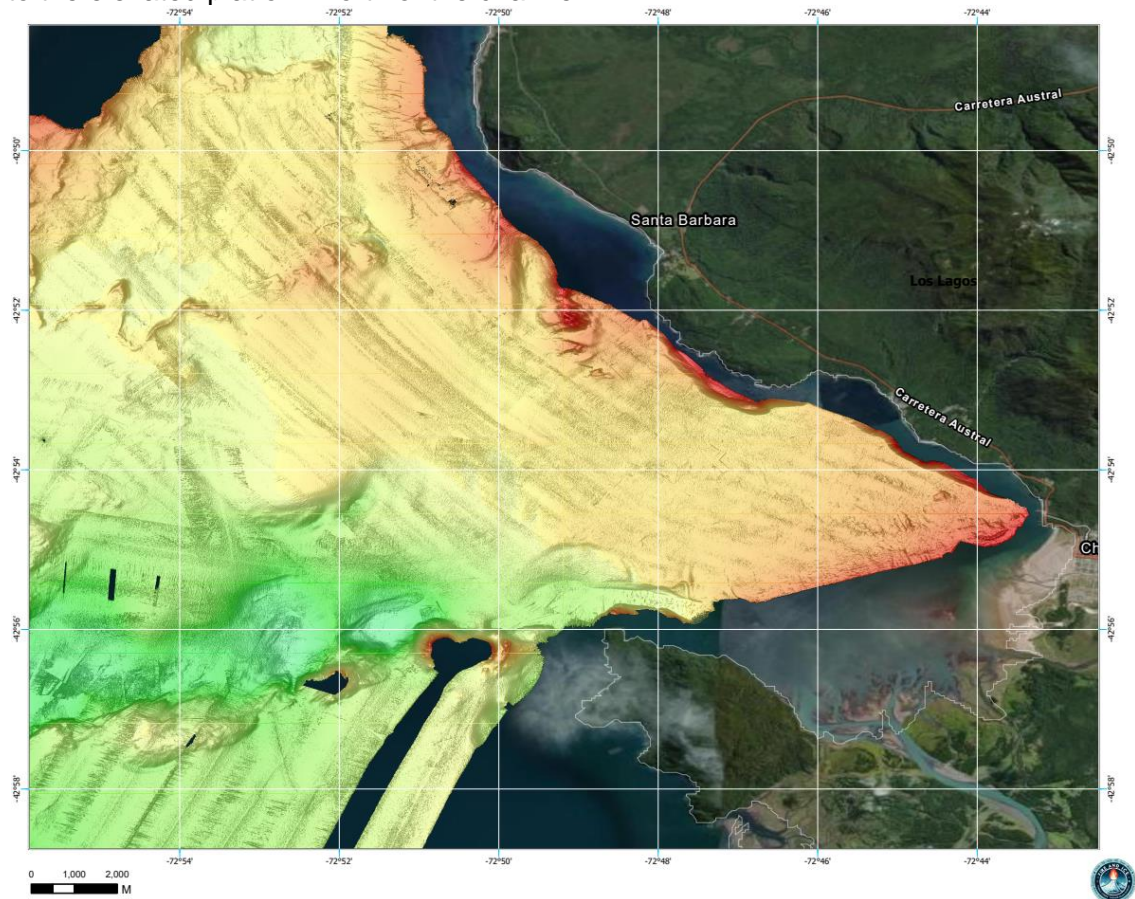 -72°54' -72°52' -72°50' -72°48' -72°46' -72°44'
Carretera Austral
-42°50' -42°50'
Santa Barbara
Los Lagos
-42°52' -42°52'
Carretera Austral
-42°54' -42°54'
Ch
-42°56' -42°56'
-42°58' -42°58'
-72°54' -72°52' -72°50' -72°48' -72°46' -72°44'
0 1,000 2,000
M